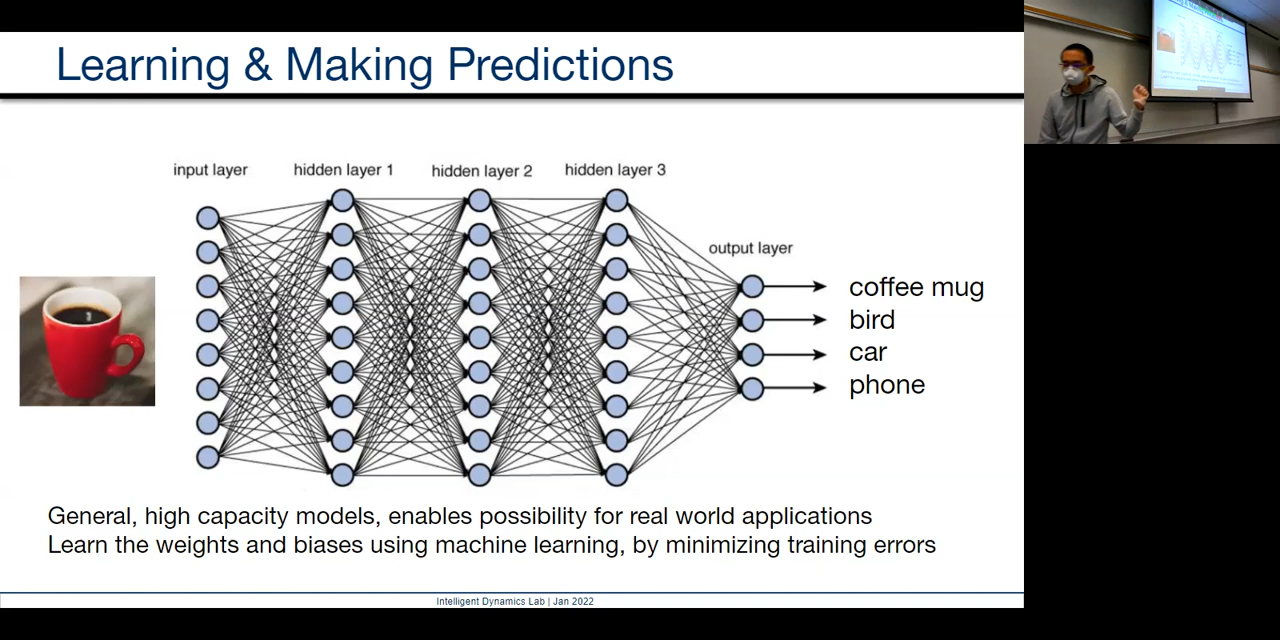 Learning & Making Predictions
input layer
hidden layer 1
hidden layer 2
hidden layer 3
output layer
coffee mug
bird
car
phone
General, high capacity models, enables possibility for real world applications
Learn the weights and biases using machine learning, by minimizing training errors
Intelligent Dynamics Lab | Jan 2022